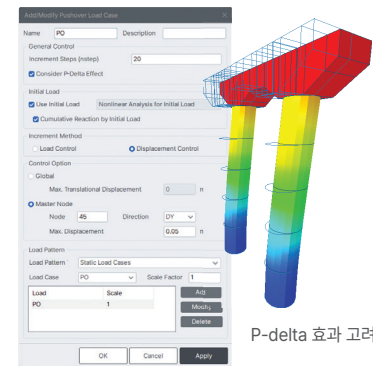 Add/Modify Pushover Load Case
Name PO Description
General Control
Increment Steps (nstep) 20
Consider P-Delta Effect
Initial Load
Use Initial Load Nonlinear Analysis for Initial Load
Cumulative Reaction by Initial Load
Increment Method
Load Control Displacement Control
Control Option
Global
Max. Translational Displacement 0
Master Node
Node 45 Direction DY
Max. Displacement 0.05
Load Pattern
Load Pattern Static Load Cases
Load Case PO Scale Factor 1
Load Scale Add
PO 1 Modify
Delete
OK Cancel Apply
P-delta 효과 고려